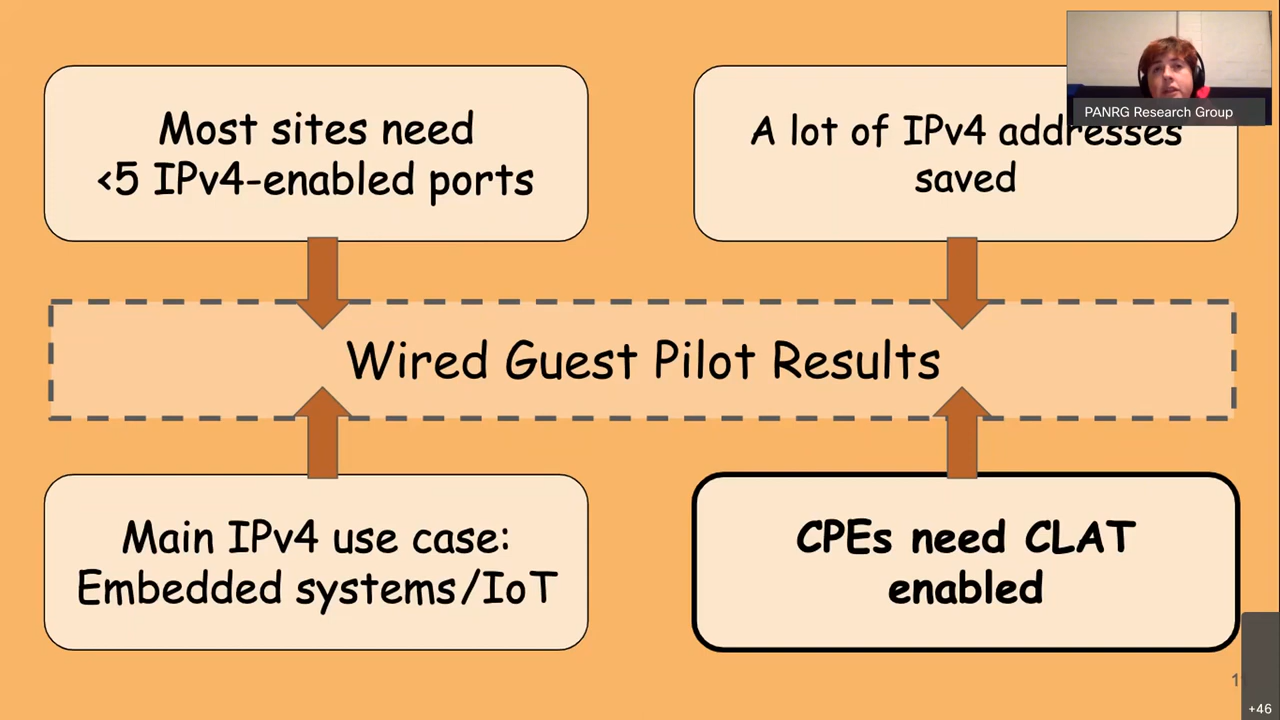 PANRG Research Group
Most sites need
<5 IPv4-enabled ports
A lot of IPv4 addresses
saved
Wired Guest Pilot Results
Main IPv4 use case:
Embedded systems/IoT
CPEs need CLAT
enabled
+46